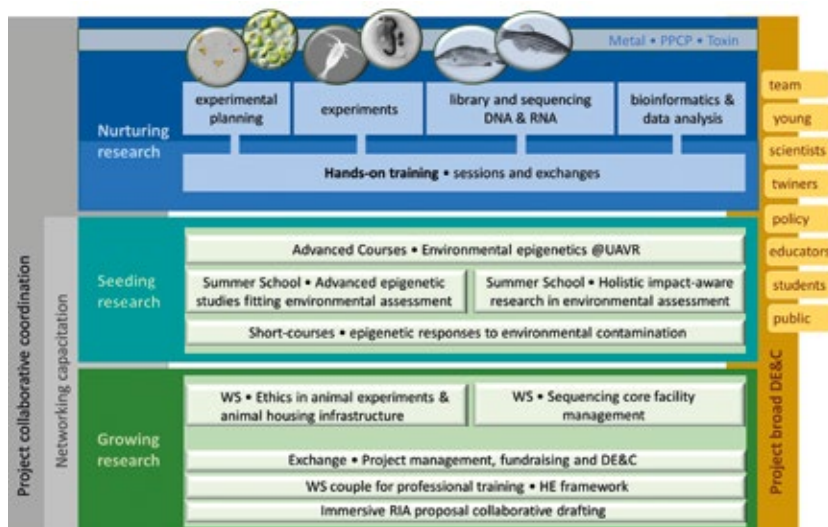 Metal • PPCP • Toxin
experimental
planning
experiments
library and sequencing
DNA & RNA
bioinformatics &
data analysis
Nurturing
research
Hands-on training • sessions and exchanges
Advanced Courses • Environmental epigenetics @UAVR
Seeding
research
Summer School • Advanced epigenetic
studies fitting environmental assessment
Summer School • Holistic impact-aware
research in environmental assessment
Short-courses • epigenetic responses to environmental contamination
WS • Ethics in animal experiments &
animal housing infrastructure
WS • Sequencing core facility
management
Growing
research
Exchange • Project management, fundraising and DE&C
WS couple for professional training • HE framework
Immersive RIA proposal collaborative drafting
Project collaborative coordination
Networking capacitation
team
young
scientists
twiners
policy
educators
students
public
Project broad DE&C